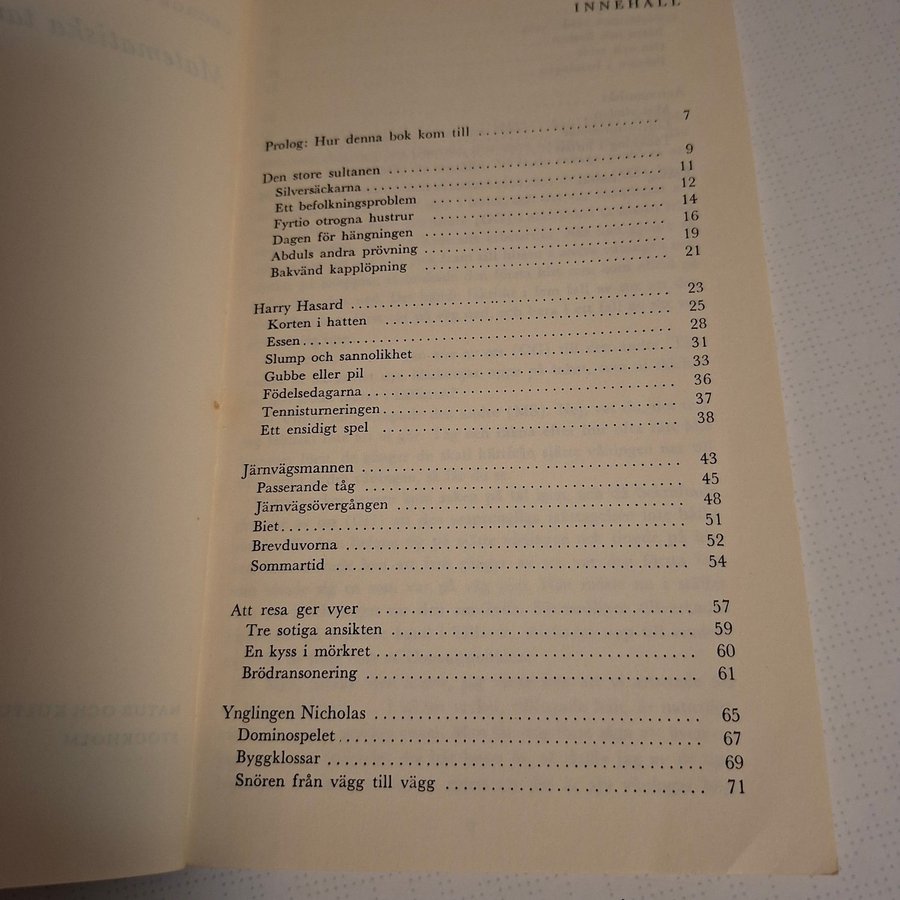 INNEHÅLL
Prolog: Hur denna bok kom till . . . . . . . . . . . . . . . . . . . . . . 7
Den store sultanen . . . . . . . . . . . . . . . . . . . . . . . . . . . . . . . . 9
Silversäckarna . . . . . . . . . . . . . . . . . . . . . . . . . . . . . . . . . . 11
Ett befolkningsproblem . . . . . . . . . . . . . . . . . . . . . . . . . . 12
Fyrtio otrogna hustrur . . . . . . . . . . . . . . . . . . . . . . . . . . 14
Dagen för hängningen . . . . . . . . . . . . . . . . . . . . . . . . . . 16
Abduls andra prövning . . . . . . . . . . . . . . . . . . . . . . . . . . 19
Bakvänd kapplöpning . . . . . . . . . . . . . . . . . . . . . . . . . . 21
Harry Hasard . . . . . . . . . . . . . . . . . . . . . . . . . . . . . . . . . . 23
Korten i hatten . . . . . . . . . . . . . . . . . . . . . . . . . . . . . . . . 25
Essen . . . . . . . . . . . . . . . . . . . . . . . . . . . . . . . . . . . . . . . . 28
Slump och sannolikhet . . . . . . . . . . . . . . . . . . . . . . . . . . 31
Gubbe eller pil . . . . . . . . . . . . . . . . . . . . . . . . . . . . . . . . 33
Födelsedagarna . . . . . . . . . . . . . . . . . . . . . . . . . . . . . . . . 36
Tennisturneringen . . . . . . . . . . . . . . . . . . . . . . . . . . . . . . 37
Ett ensidigt spel . . . . . . . . . . . . . . . . . . . . . . . . . . . . . . . . 38
Järnvägsmannen . . . . . . . . . . . . . . . . . . . . . . . . . . . . . . . . 43
Passerande tåg . . . . . . . . . . . . . . . . . . . . . . . . . . . . . . . . 45
Järnvägsövergången . . . . . . . . . . . . . . . . . . . . . . . . . . . . 48
Biet . . . . . . . . . . . . . . . . . . . . . . . . . . . . . . . . . . . . . . . . . . 51
Brevduvorna . . . . . . . . . . . . . . . . . . . . . . . . . . . . . . . . . . 52
Sommartid . . . . . . . . . . . . . . . . . . . . . . . . . . . . . . . . . . . . 54
Att resa ger vyer . . . . . . . . . . . . . . . . . . . . . . . . . . . . . . . . 57
Tre sotiga ansikten . . . . . . . . . . . . . . . . . . . . . . . . . . . . . . 59
En kyss i mörkret . . . . . . . . . . . . . . . . . . . . . . . . . . . . . . 60
Brödransonering . . . . . . . . . . . . . . . . . . . . . . . . . . . . . . . . 61
Ynglingen Nicholas . . . . . . . . . . . . . . . . . . . . . . . . . . . . . . 65
Dominospelet . . . . . . . . . . . . . . . . . . . . . . . . . . . . . . . . . . 67
Byggklossar . . . . . . . . . . . . . . . . . . . . . . . . . . . . . . . . . . . . 69
Snören från vägg till vägg . . . . . . . . . . . . . . . . . . . . . . . . 71